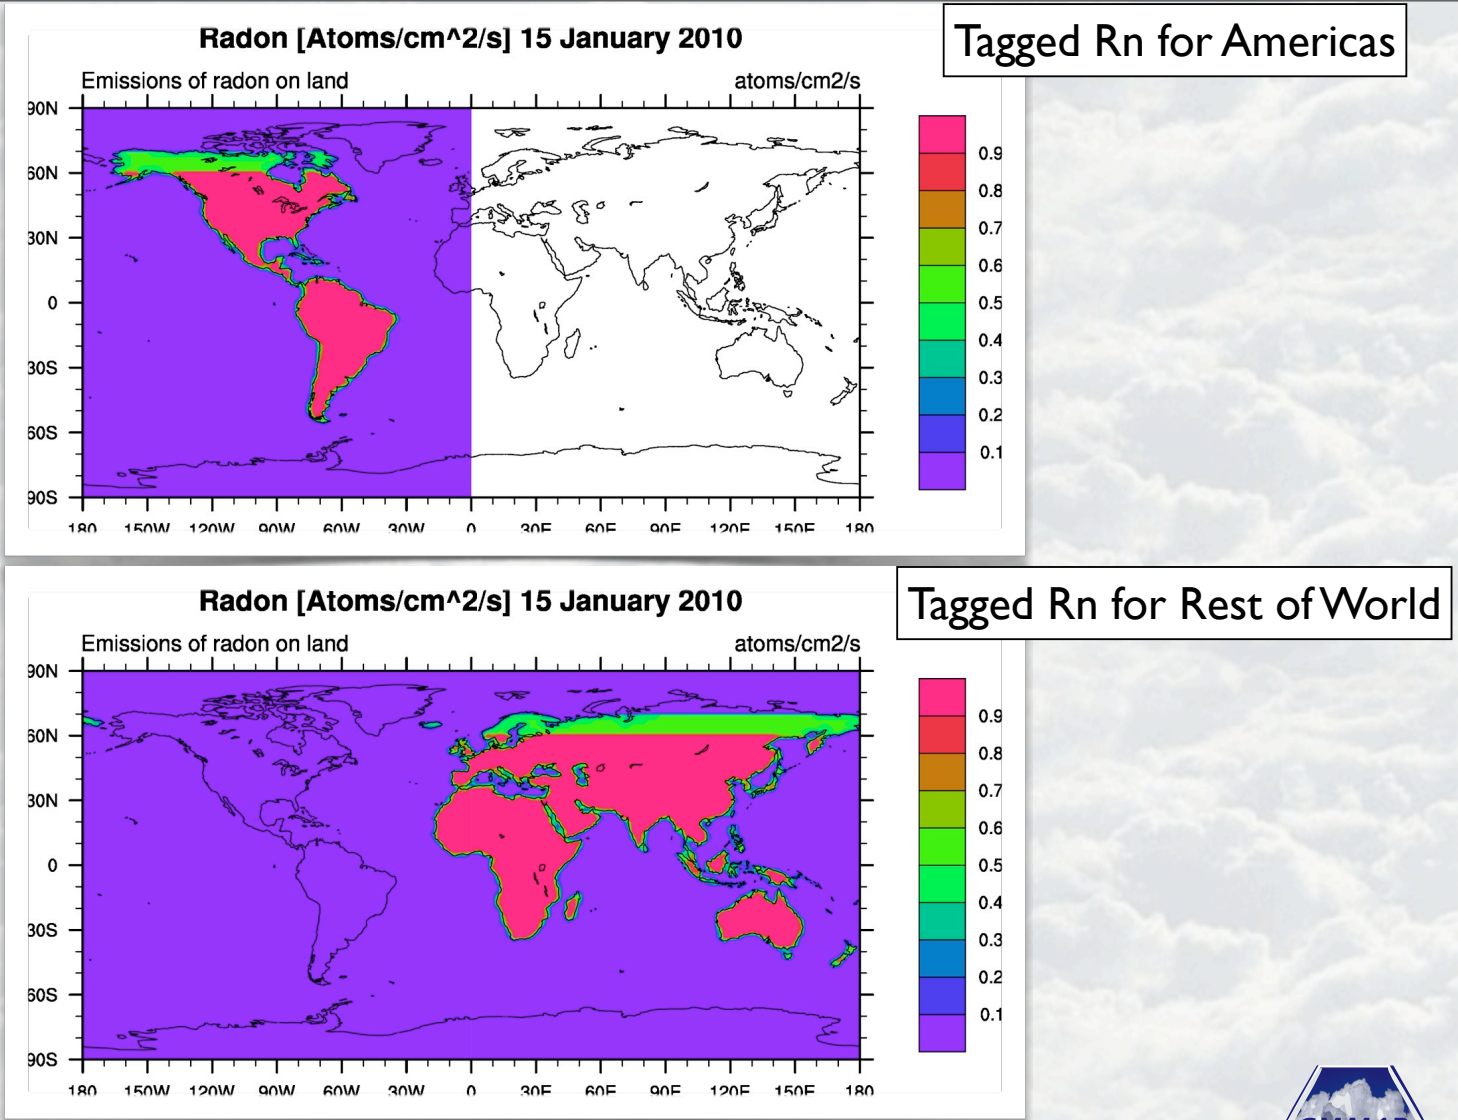 Radon [Atoms/cm^2/s] 15 January 2010
Tagged Rn for Americas
Emissions of radon on land
atoms/cm2/s
90N
60N
30N
0
30S
60S
90S
180 150W 120W 90W 60W 30W 0 30E 60E 90E 120E 150E 180
0.9
0.8
0.7
0.6
0.5
0.4
0.3
0.2
0.1
Radon [Atoms/cm^2/s] 15 January 2010
Tagged Rn for Rest of World
Emissions of radon on land
atoms/cm2/s
90N
60N
30N
0
30S
60S
90S
180 150W 120W 90W 60W 30W 0 30E 60E 90E 120E 150E 180
0.9
0.8
0.7
0.6
0.5
0.4
0.3
0.2
0.1